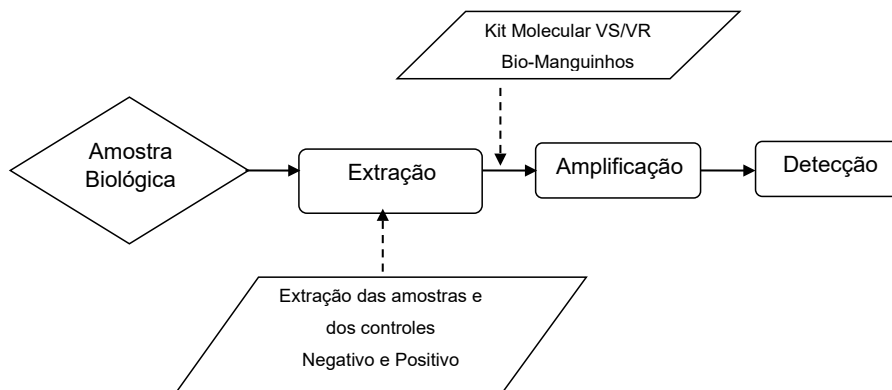 Kit Molecular VS/VR
Bio-Manguinhos
Amostra
Biológica
Extração
Amplificação
Detecção
Extração das amostras e
dos controles
Negativo e Positivo